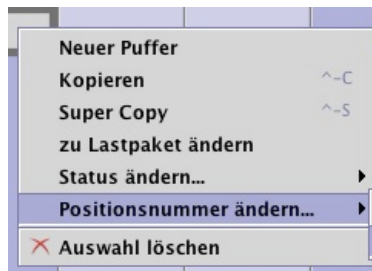 Neuer Puffer
Kopieren ^-C
Super Copy ^-S
zu Lastpaket ändern
Status ändern...
Positionsnummer ändern...
Auswahl löschen